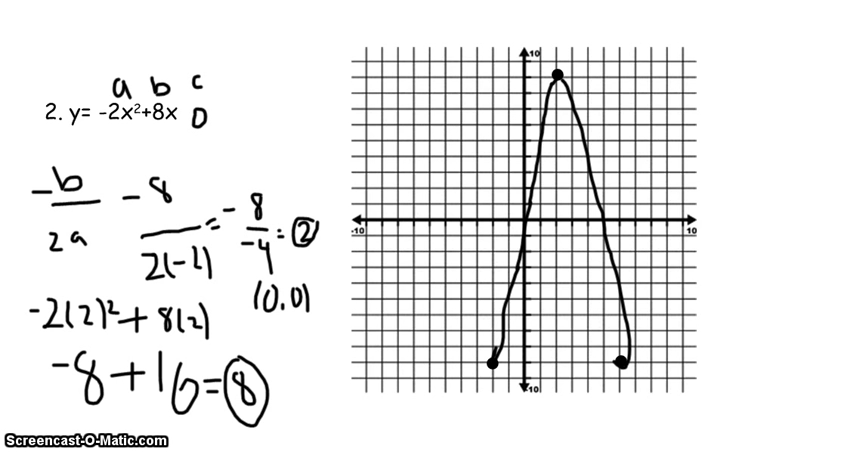 a b c
2. y= -2x²+8x 0
-b/2a -8/2(-2) = -8/-4 = 2
(0,0)
-2(2)² + 8(2)
-8+16=8
10
-10 10
-10
Screencast-O-Matic.com